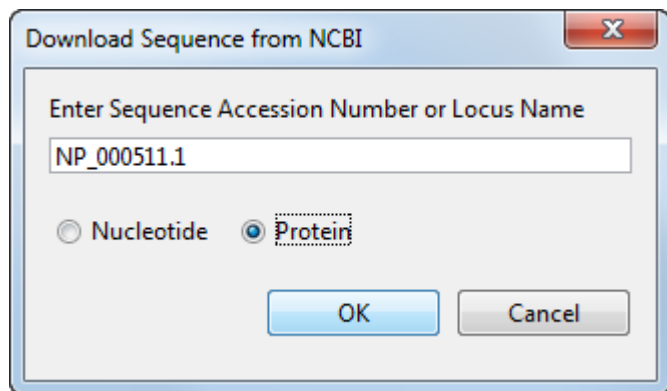 Download Sequence from NCBI
Enter Sequence Accession Number or Locus Name
NP_000511.1
Nucleotide Protein
OK Cancel